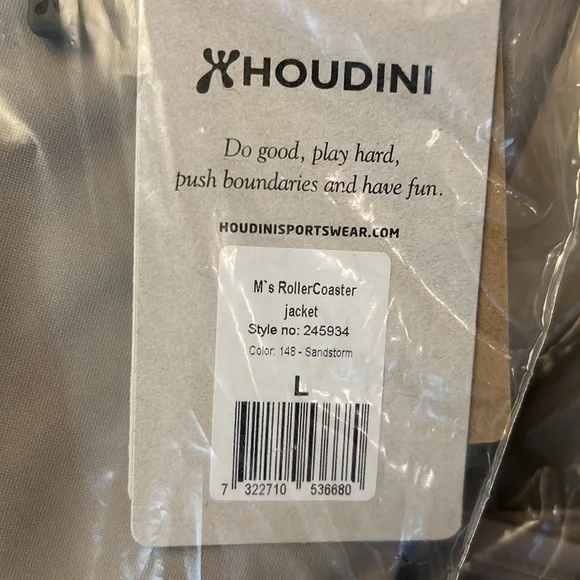 HOUDINI
Do good, play hard,
push boundaries and have fun.
HOUDINISPORTSWEAR.COM
M`s RollerCoaster
jacket
Style no: 245934
Color: 148 - Sandstorm
L
7 322710 536680